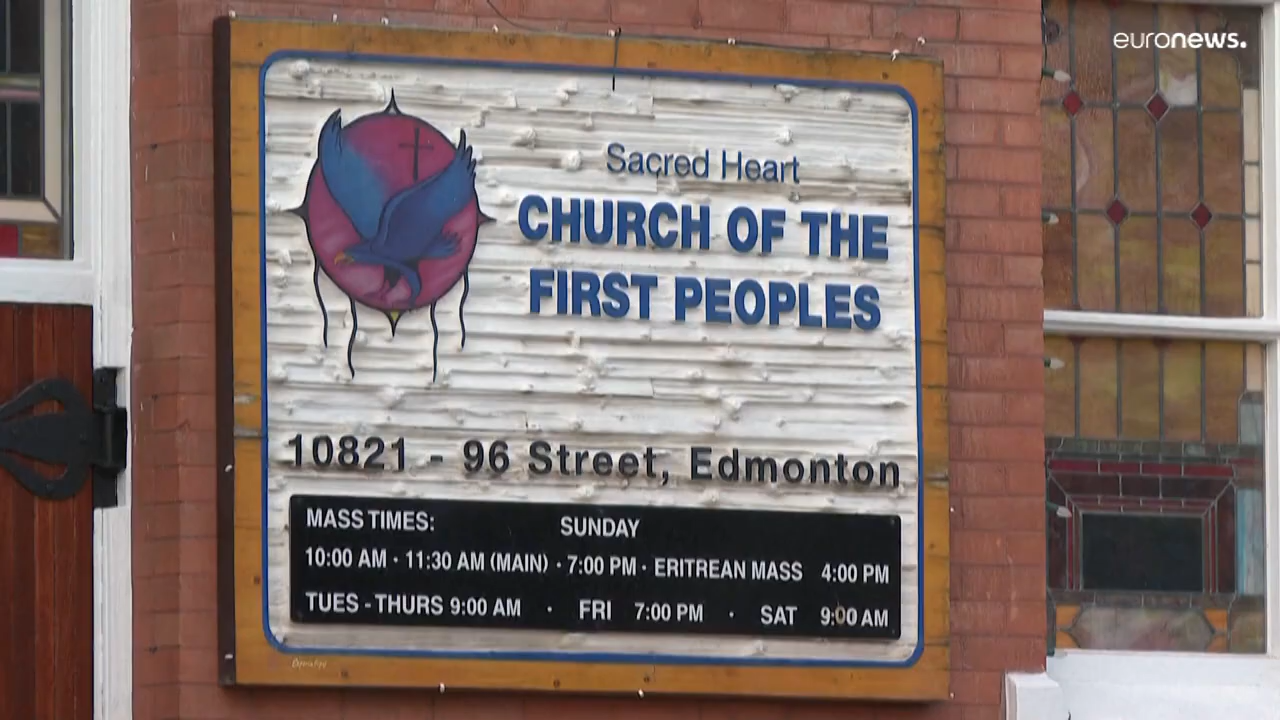 euronews.
Sacred Heart
CHURCH OF THE
FIRST PEOPLES
10821 - 96 Street, Edmonton
MASS TIMES: SUNDAY
10:00 AM · 11:30 AM (MAIN) · 7:00 PM · ERITREAN MASS 4:00 PM
TUES - THURS 9:00 AM · FRI 7:00 PM · SAT 9:00 AM